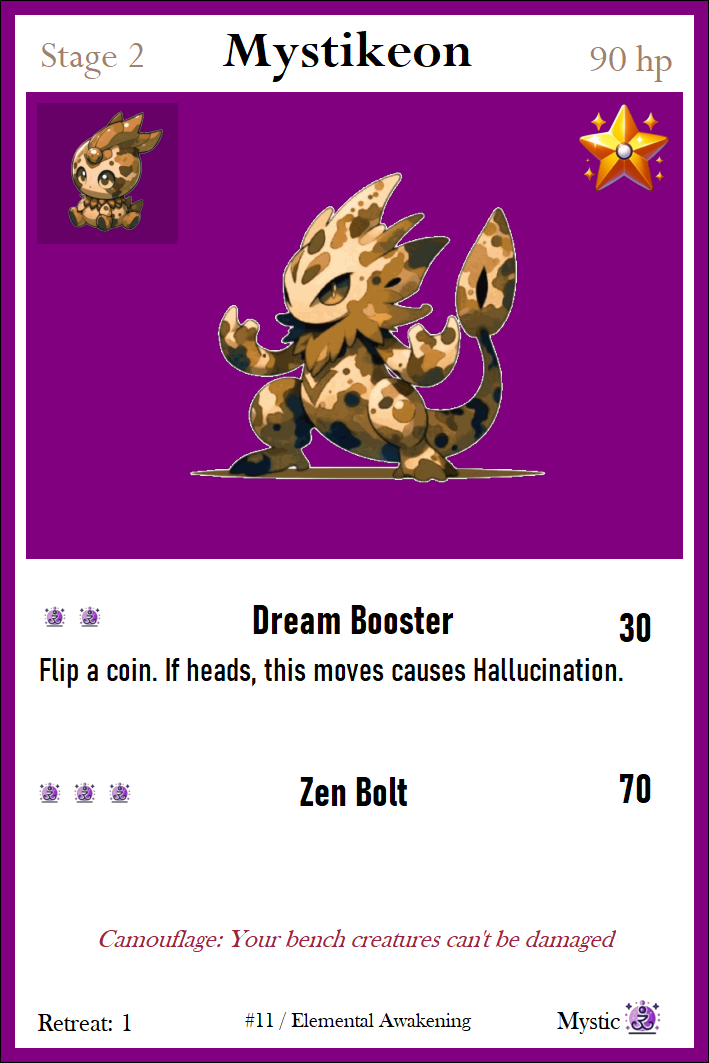 Stage 2
Mystikeon
90 hp
Dream Booster
30
Flip a coin. If heads, this moves causes Hallucination.
Zen Bolt
70
Camouflage: Your bench creatures can't be damaged
Retreat: 1
#11 / Elemental Awakening
Mystic